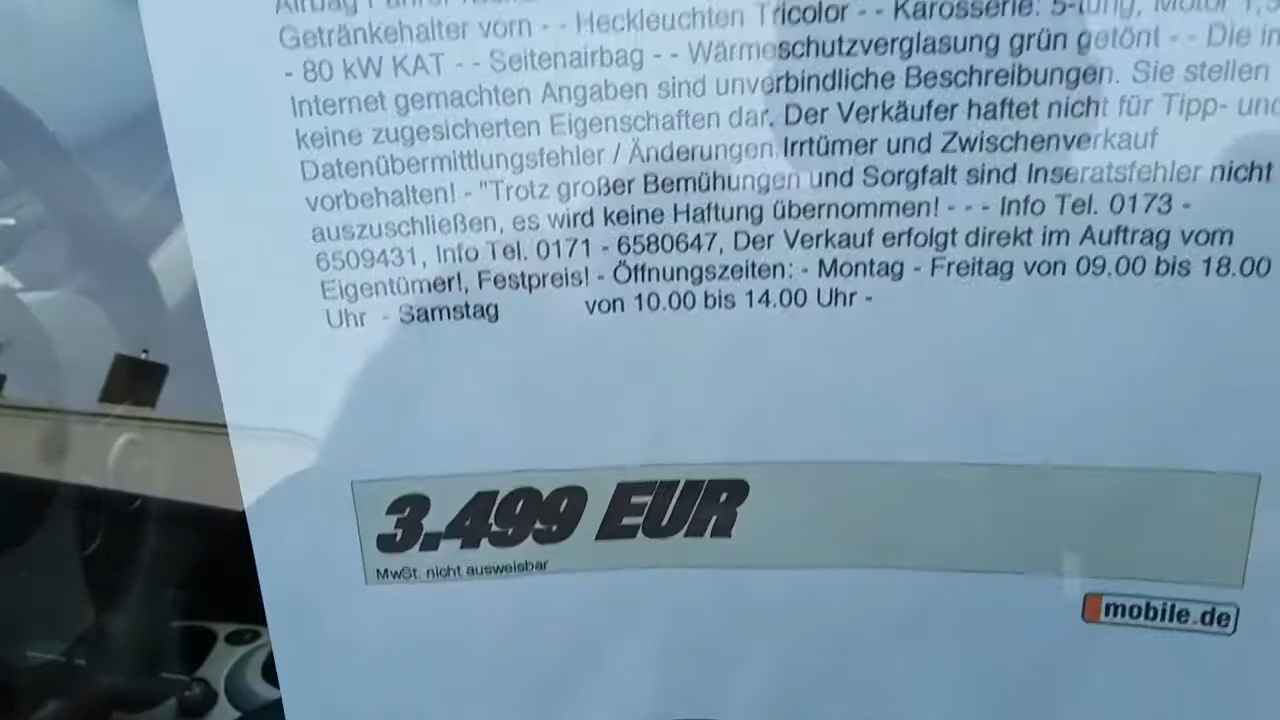 Getränkehalter vorn - - Heckleuchten Tricolor - - Karosserie: 5-türig, Motor 1,
- 80 kW KAT - - Seitenairbag - - Wärmeschutzverglasung grün getönt - - Die in
Internet gemachten Angaben sind unverbindliche Beschreibungen. Sie stellen
keine zugesicherten Eigenschaften dar. Der Verkäufer haftet nicht für Tipp- und
Datenübermittlungsfehler / Änderungen, Irrtümer und Zwischenverkauf
vorbehalten! - "Trotz großer Bemühungen und Sorgfalt sind Inseratsfehler nicht
auszuschließen, es wird keine Haftung übernommen! - - - Info Tel. 0173 -
6509431, Info Tel. 0171 - 6580647, Der Verkauf erfolgt direkt im Auftrag vom
Eigentümer!, Festpreis! - Öffnungszeiten: - Montag - Freitag von 09.00 bis 18.00
Uhr - Samstag von 10.00 bis 14.00 Uhr -
3.499 EUR
MwSt. nicht ausweisbar
mobile.de